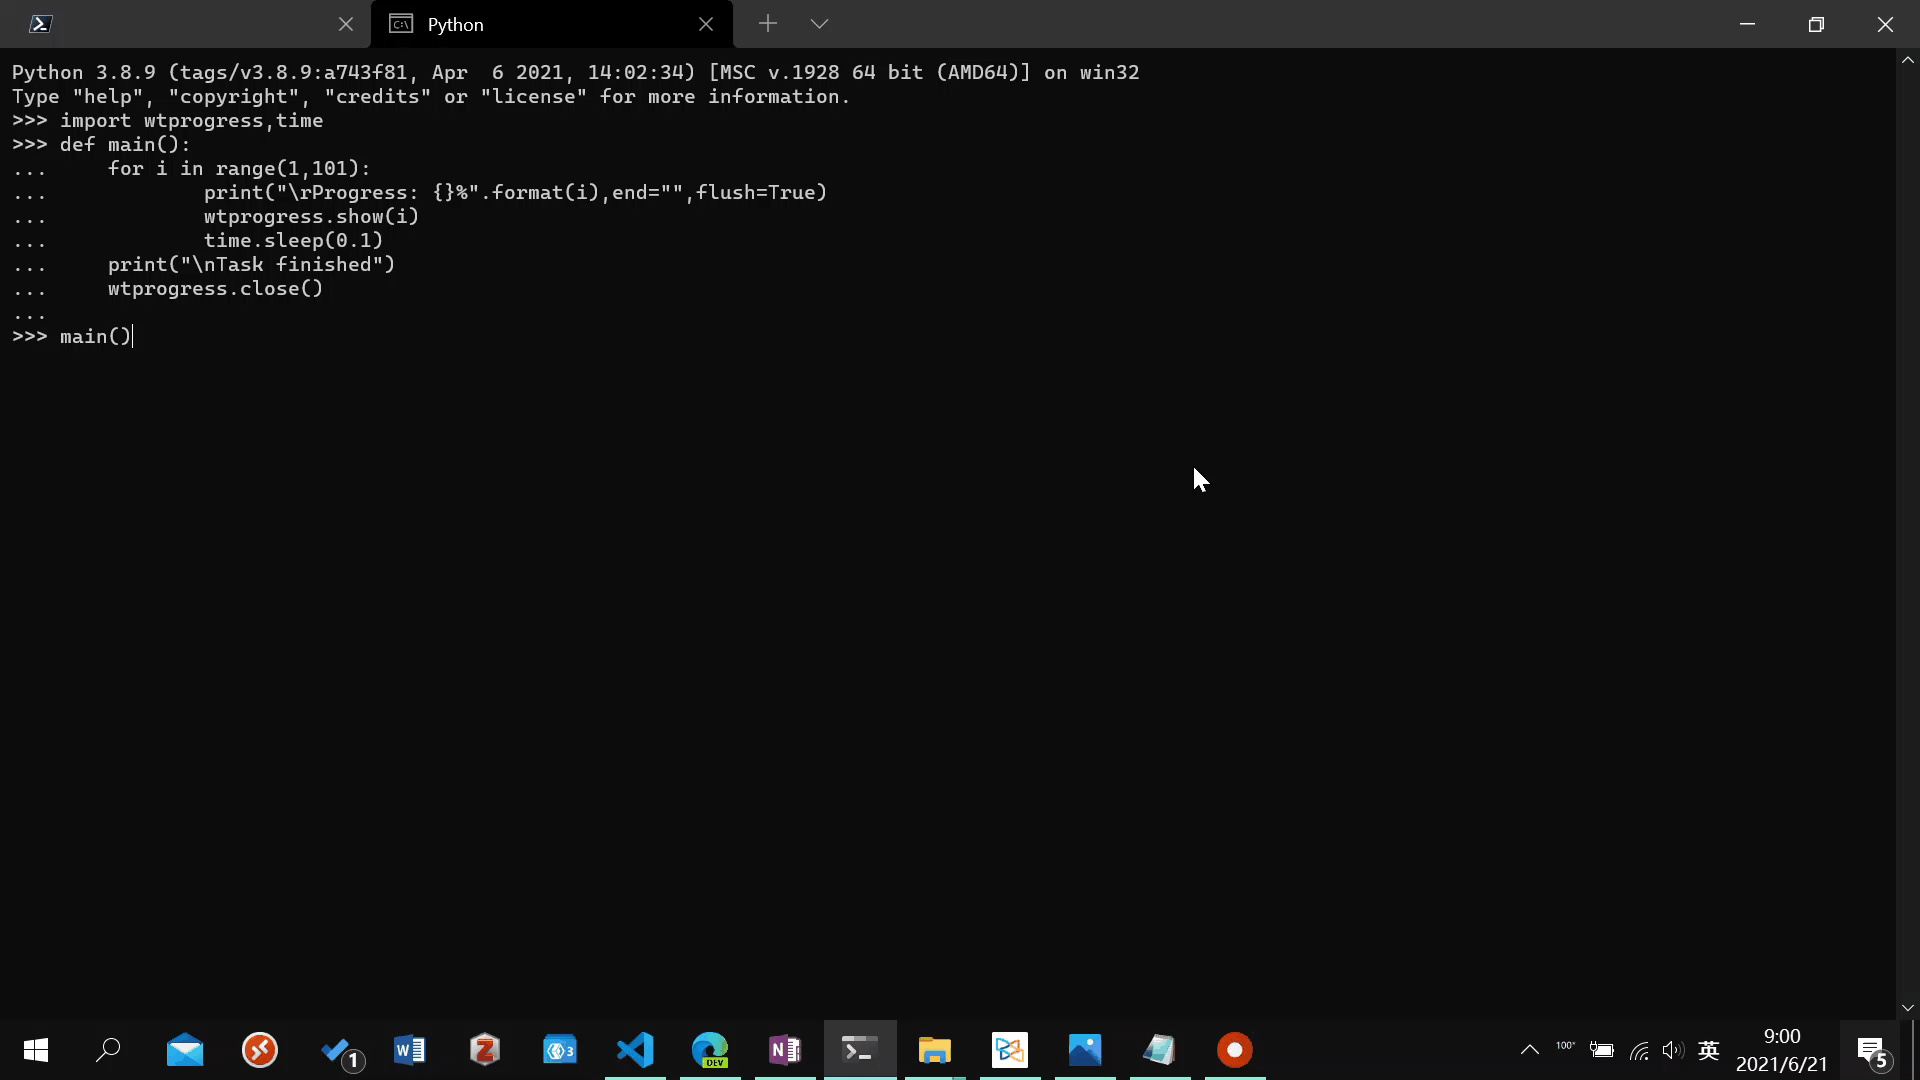 Python
Python 3.8.9 (tags/v3.8.9:a743f81, Apr  6 2021, 14:02:34) [MSC v.1928 64 bit (AMD64)] on win32
Type "help", "copyright", "credits" or "license" for more information.
>>> import wtprogress,time
>>> def main():
...     for i in range(1,101):
...             print("\rProgress: {}%".format(i),end="",flush=True)
...             wtprogress.show(i)
...             time.sleep(0.1)
...     print("\nTask finished")
...     wtprogress.close()
...
>>> main()
1
W
Z
3
DEV
N
100°
英
9:00
2021/6/21
5